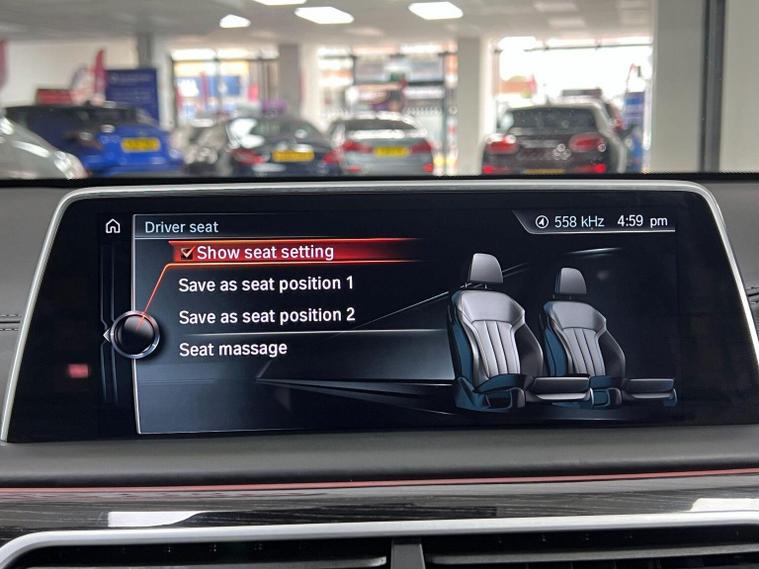 Driver seat
558 kHz 4:59 pm
Show seat setting
Save as seat position 1
Save as seat position 2
Seat massage